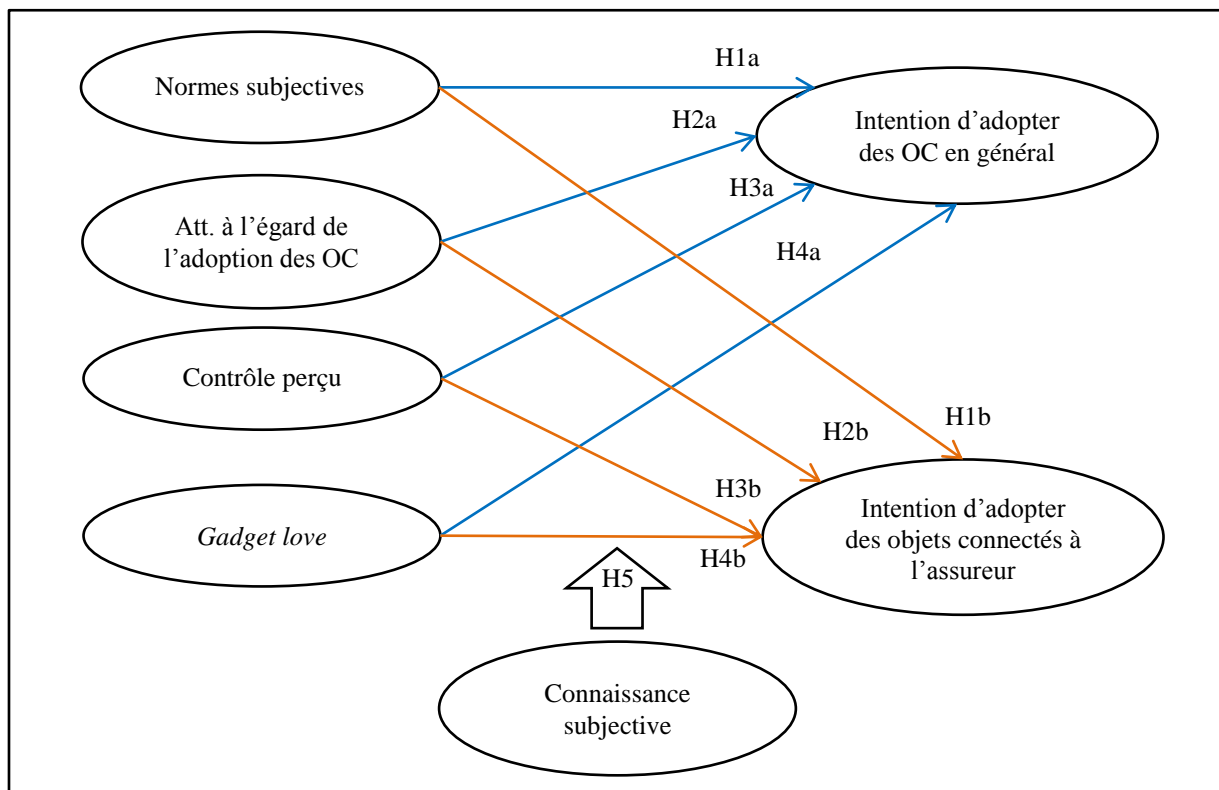 H1a
Normes subjectives
Intention d'adopter
des OC en général
H2a
H3a
Att. à l'égard de
l'adoption des OC
H4a
Contrôle perçu
H1b
H2b
H3b
Gadget love
Intention d'adopter
des objets connectés à
l'assureur
H4b
H5
Connaissance
subjective